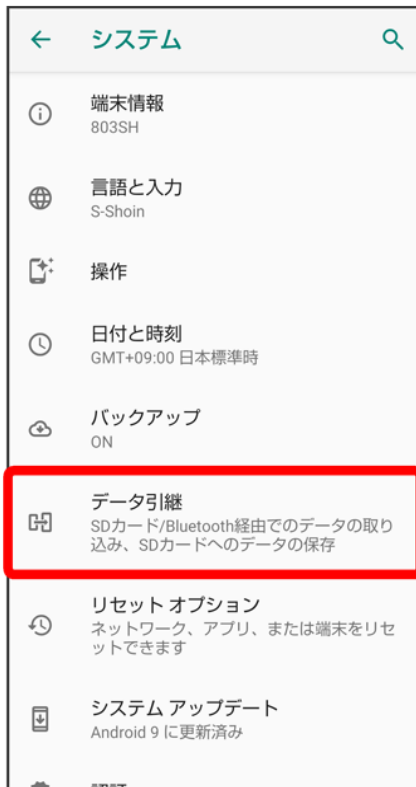 システム
端末情報
803SH
言語と入力
S-Shoin
操作
日付と時刻
GMT+09:00 日本標準時
バックアップ
ON
データ引継
SDカード/Bluetooth経由でのデータの取り
込み、SDカードへのデータの保存
リセット オプション
ネットワーク、アプリ、または端末をリセ
ットできます
システム アップデート
Android 9 に更新済み